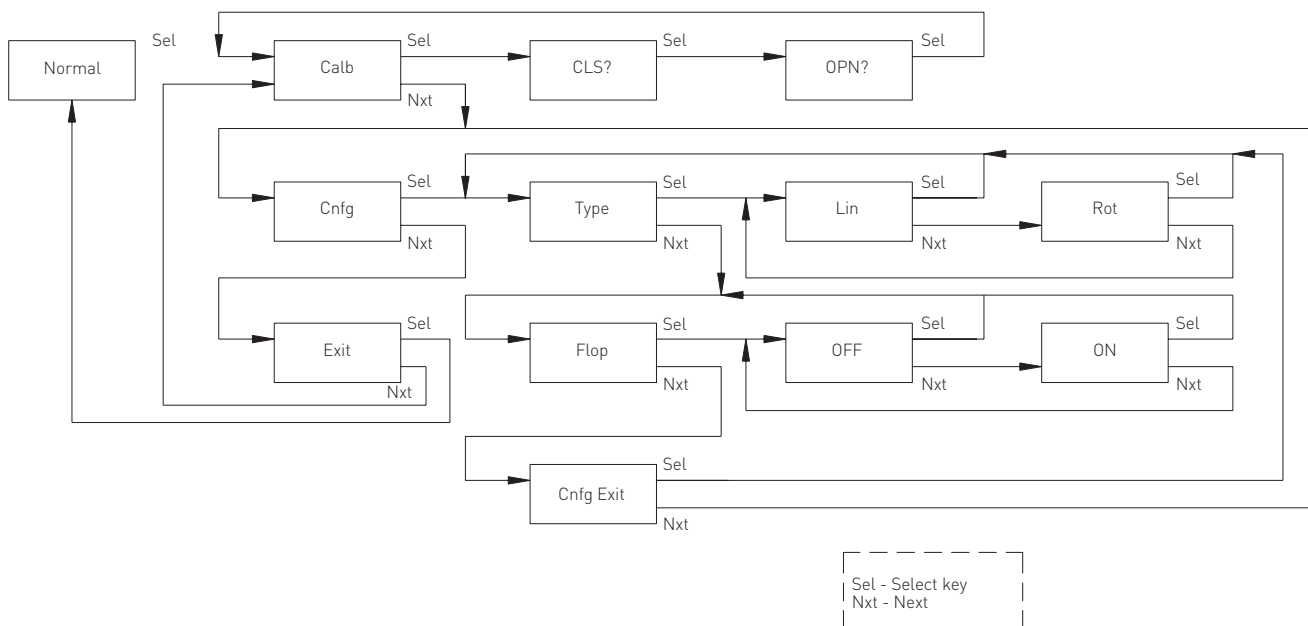 Sel
Normal
Calb
Sel
Nxt
CLS?
Sel
OPN?
Sel
Cnfg
Sel
Nxt
Type
Sel
Nxt
Lin
Sel
Nxt
Rot
Sel
Nxt
Exit
Sel
Nxt
Flop
Sel
Nxt
OFF
Sel
Nxt
ON
Sel
Nxt
Cnfg Exit
Sel
Nxt
Sel - Select key
Nxt - Next